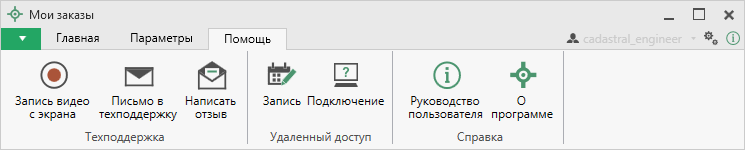 Мои заказы
Главная Параметры Помощь cadastral_engineer
Запись видео с экрана
Письмо в техподдержку
Написать отзыв
Запись
Подключение
Руководство пользователя
О программе
Техподдержка Удаленный доступ Справка